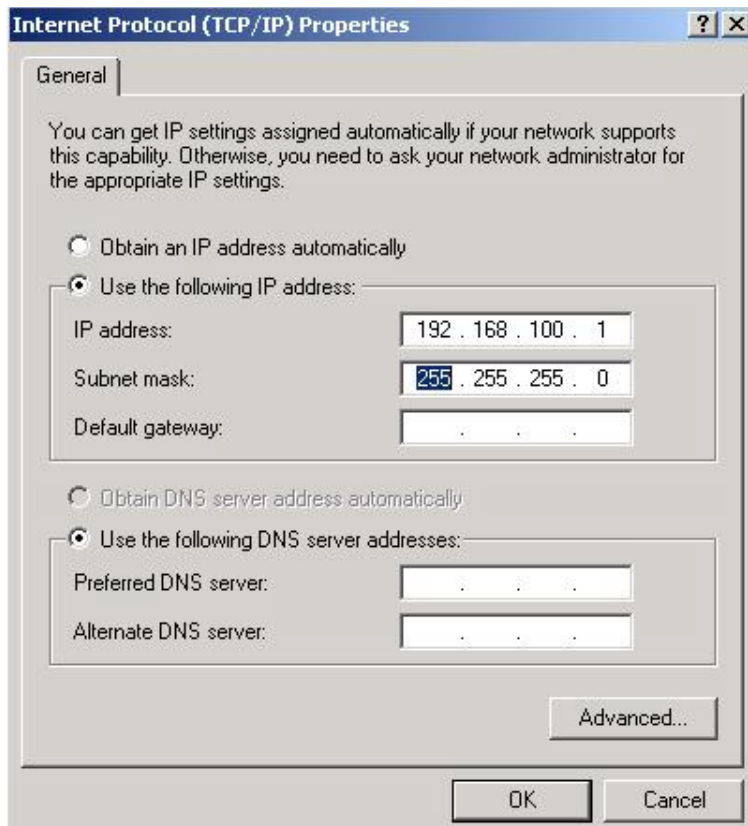 Internet Protocol (TCP/IP) Properties
General
You can get IP settings assigned automatically if your network supports
this capability. Otherwise, you need to ask your network administrator for
the appropriate IP settings.
Obtain an IP address automatically
Use the following IP address:
IP address: 192 . 168 . 100 . 1
Subnet mask: 255 . 255 . 255 . 0
Default gateway: . . .
Obtain DNS server address automatically
Use the following DNS server addresses:
Preferred DNS server: . . .
Alternate DNS server: . . .
Advanced...
OK Cancel